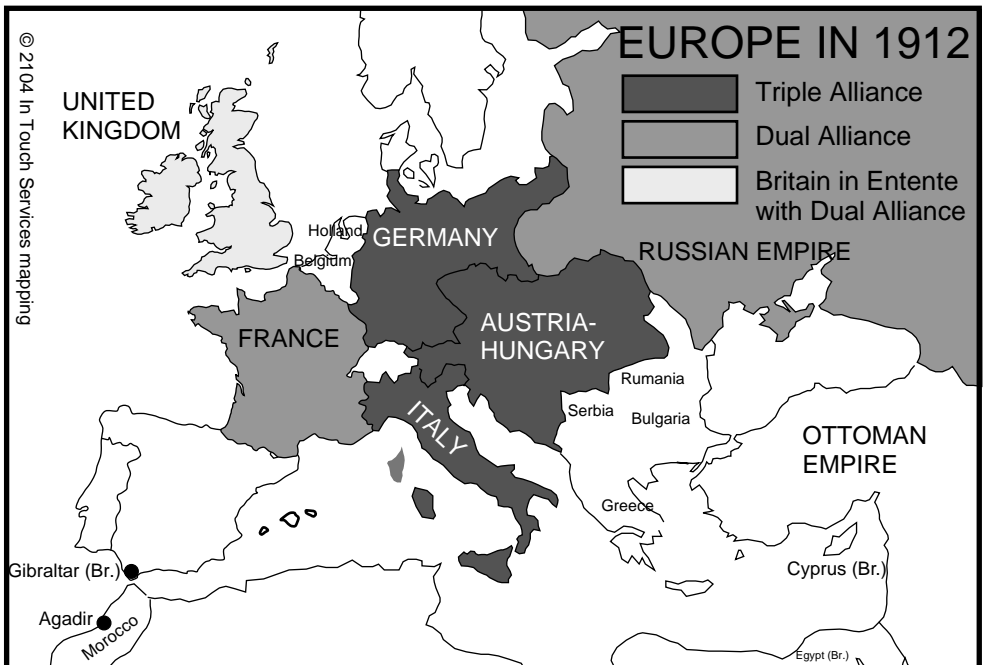 EUROPE IN 1912
Triple Alliance
Dual Alliance
Britain in Entente
with Dual Alliance
© 2104 In Touch Services mapping
UNITED
KINGDOM
Holland
GERMANY
Belgium
RUSSIAN EMPIRE
FRANCE
AUSTRIA-
HUNGARY
Rumania
Serbia
Bulgaria
ITALY
OTTOMAN
EMPIRE
Greece
Gibraltar (Br.)
Cyprus (Br.)
Agadir
Morocco
Egypt (Br.)